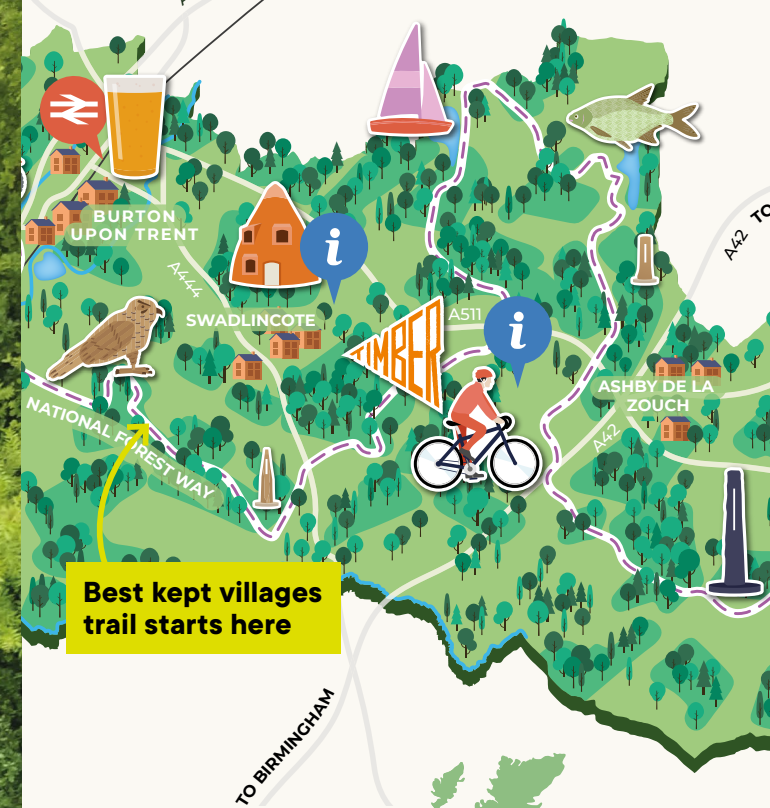 BURTON
UPON TRENT
A444
i
SWADLINCOTE
A511
i
TIMBER
A42 TO
ASHBY DE LA
ZOUCH
A42
NATIONAL FOREST WAY
Best kept villages
trail starts here
TO BIRMINGHAM